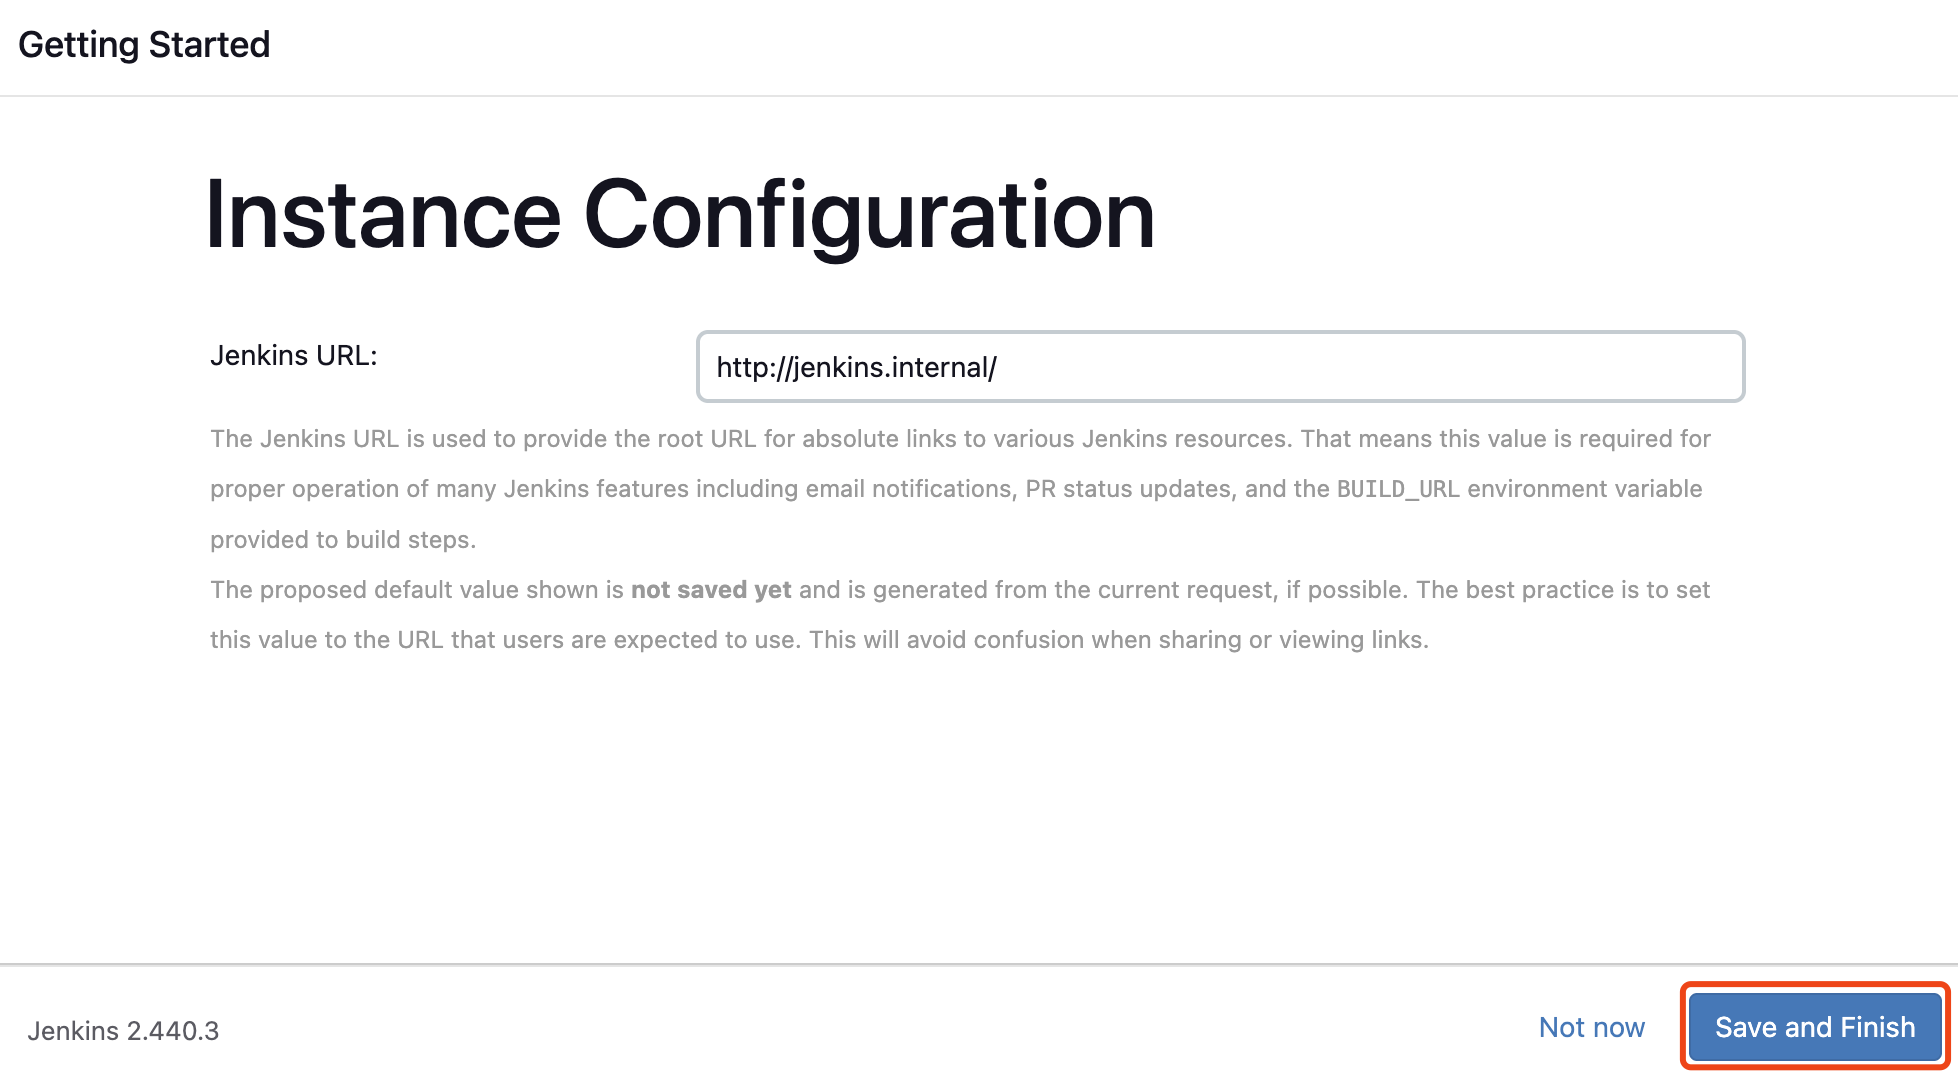 Getting Started
Instance Configuration
Jenkins URL:
http://jenkins.internal/
The Jenkins URL is used to provide the root URL for absolute links to various Jenkins resources. That means this value is required for
proper operation of many Jenkins features including email notifications, PR status updates, and the BUILD_URL environment variable
provided to build steps.
The proposed default value shown is not saved yet and is generated from the current request, if possible. The best practice is to set
this value to the URL that users are expected to use. This will avoid confusion when sharing or viewing links.
Jenkins 2.440.3
Not now
Save and Finish